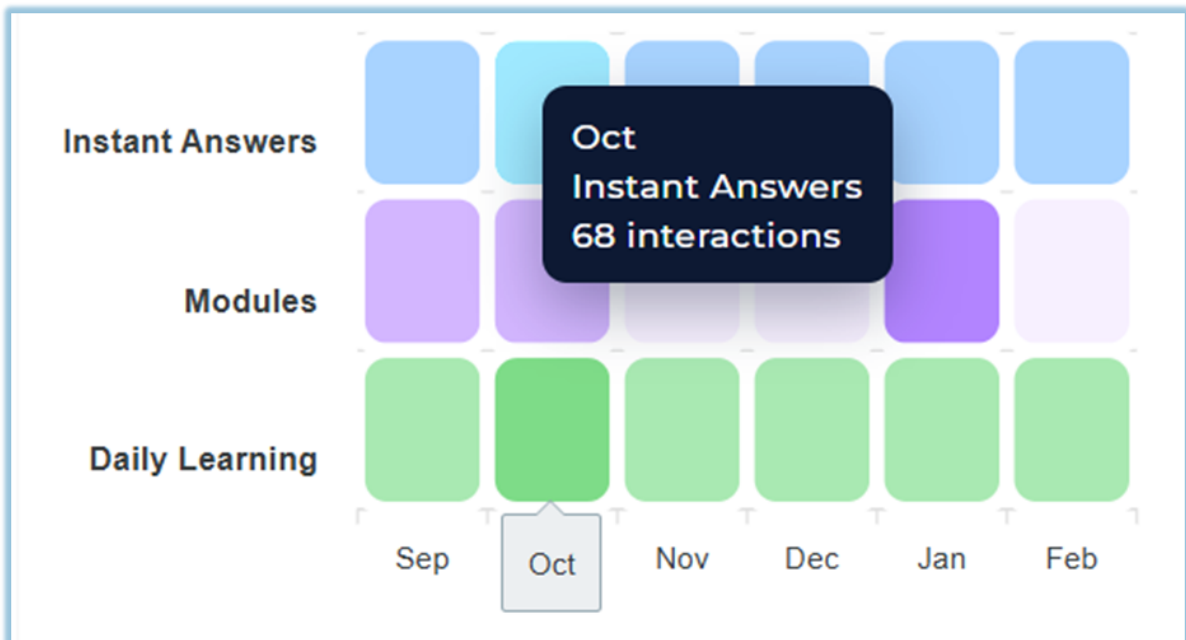 Instant Answers
Oct
Instant Answers
68 interactions
Modules
Daily Learning
Sep
Oct
Nov
Dec
Jan
Feb